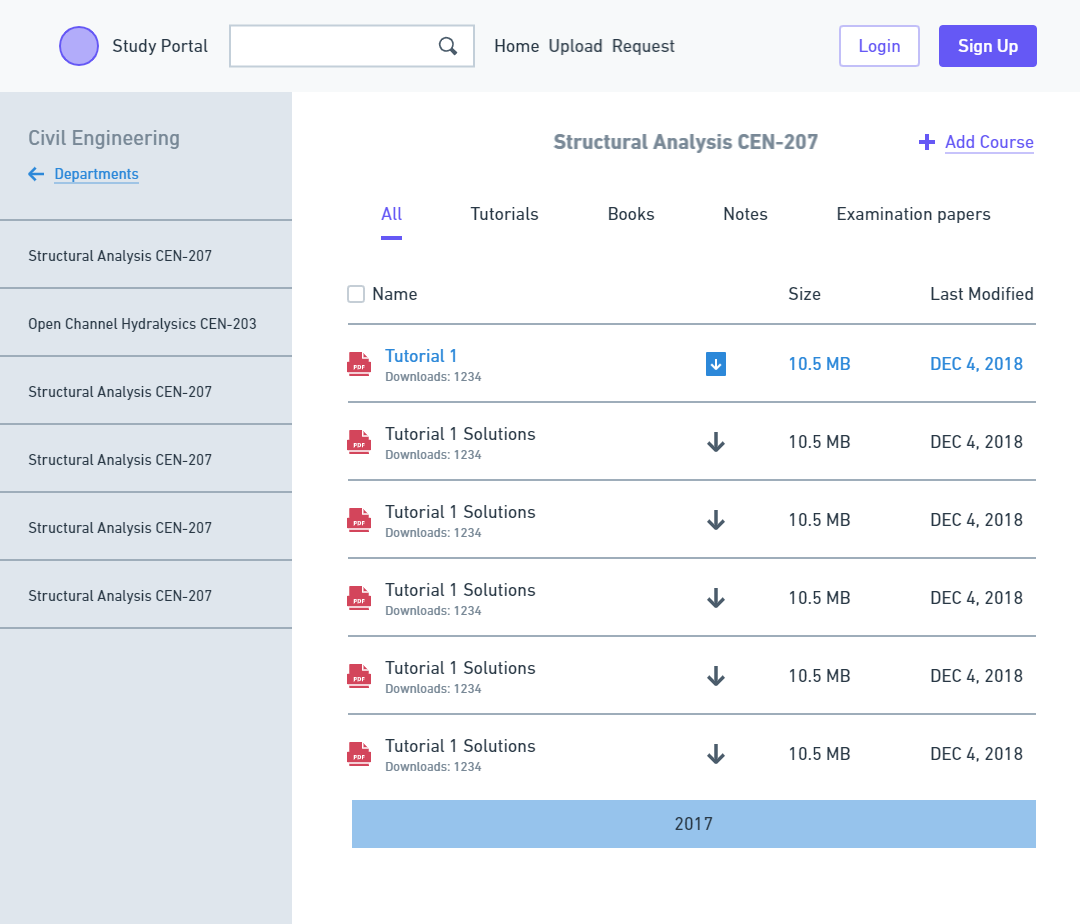 Study Portal
Home Upload Request
Login
Sign Up
Civil Engineering
Departments
Structural Analysis CEN-207
Open Channel Hydralysics CEN-203
Structural Analysis CEN-207
Structural Analysis CEN-207
Structural Analysis CEN-207
Structural Analysis CEN-207
Structural Analysis CEN-207
Add Course
All Tutorials Books Notes Examination papers
Name Size Last Modified
PDF Tutorial 1 10.5 MB DEC 4, 2018
Downloads: 1234
PDF Tutorial 1 Solutions 10.5 MB DEC 4, 2018
Downloads: 1234
PDF Tutorial 1 Solutions 10.5 MB DEC 4, 2018
Downloads: 1234
PDF Tutorial 1 Solutions 10.5 MB DEC 4, 2018
Downloads: 1234
PDF Tutorial 1 Solutions 10.5 MB DEC 4, 2018
Downloads: 1234
PDF Tutorial 1 Solutions 10.5 MB DEC 4, 2018
Downloads: 1234
2017